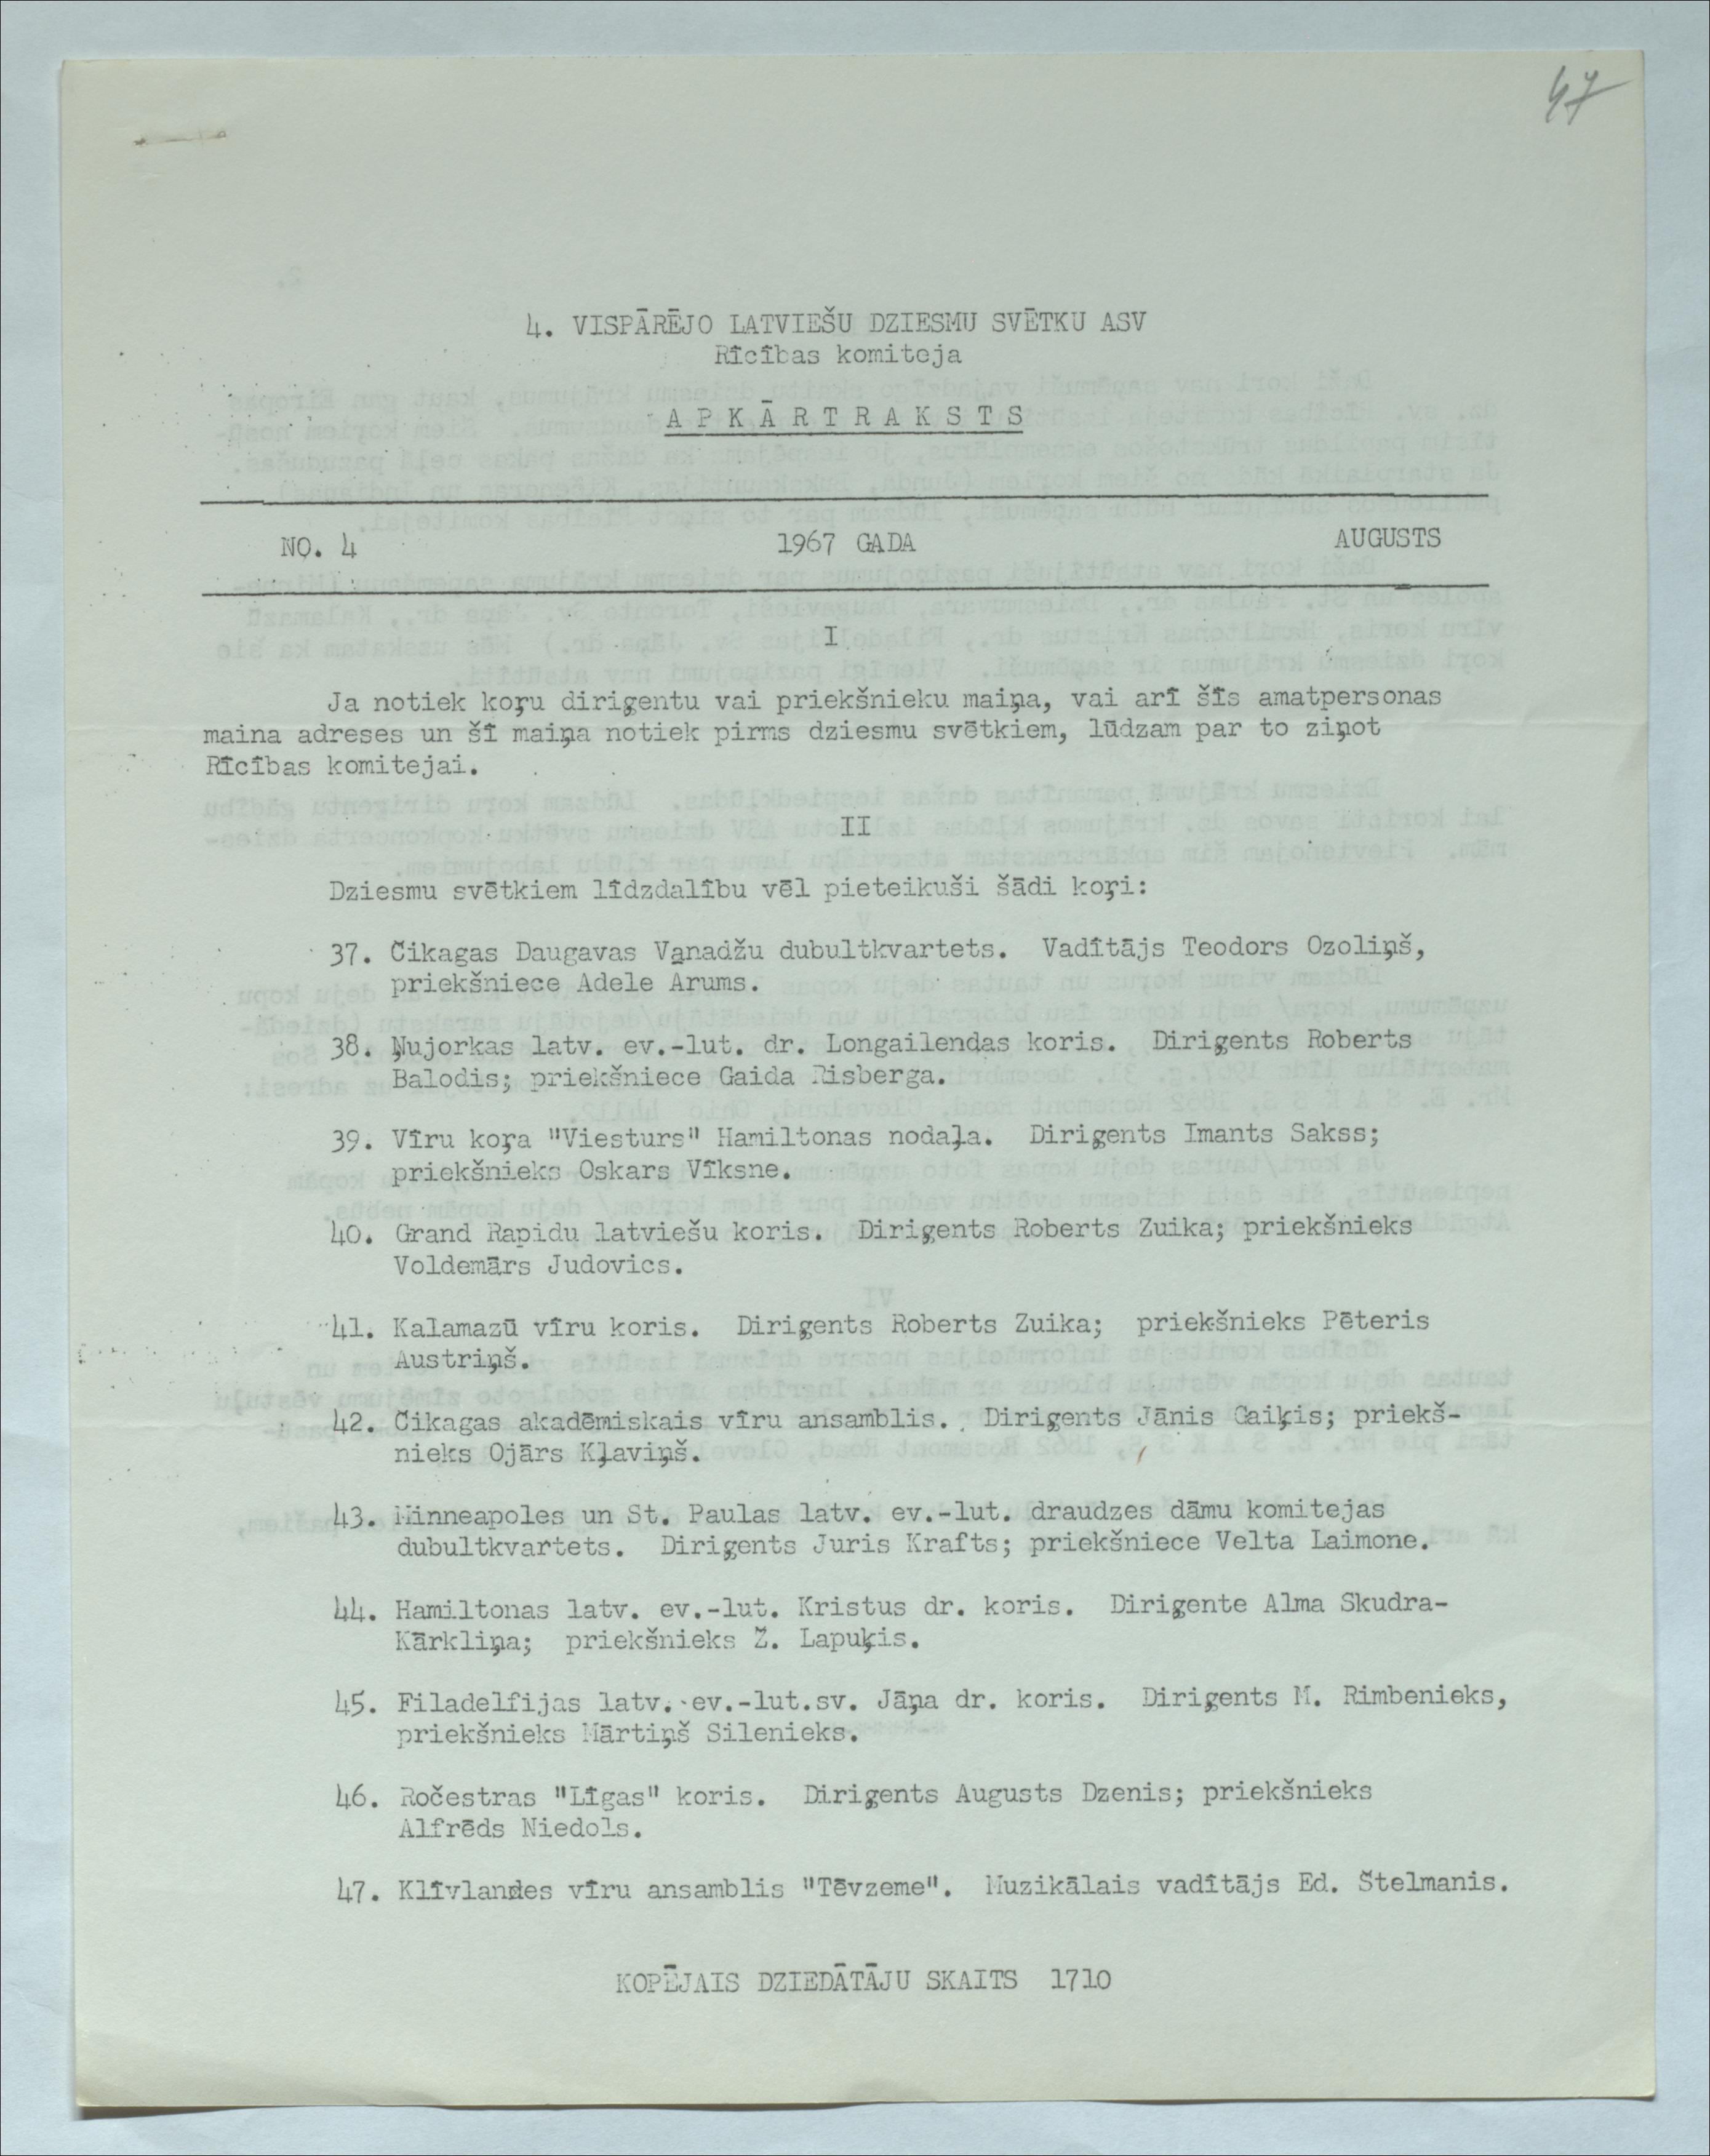 47
4. VISPĀRĒJO LATVIEŠU DZIESMU SVĒTKU ASV
Rīcības komiteja
APKĀRTRAKSTS
NO. 4 1967 GADA AUGUSTS
I
Ja notiek koŗu diriģentu vai priekšnieku maiņa, vai arī šīs amatpersonas
maina adreses un šī maiņa notiek pirms dziesmu svētkiem, lūdzam par to ziņot
Rīcības komitejai.
II
Dziesmu svētkiem līdzdalību vēl pieteikuši šādi koŗi:
37. Čikagas Daugavas Vanadžu dubultkvartets. Vadītājs Teodors Ozoliņš,
priekšniece Adele Arums.
38. Ņujorkas latv. ev.-lut. dr. Longailendas koris. Diriģents Roberts
Balodis; priekšniece Gaida Risberga.
39. Vīru koŗa "Viesturs" Hamiltonas nodaļa. Diriģents Imants Sakss;
priekšnieks Oskars Vīksne.
40. Grand Rapidu latviešu koris. Diriģents Roberts Zuika; priekšnieks
Voldemārs Judovics.
41. Kalamazū vīru koris. Diriģents Roberts Zuika; priekšnieks Pēteris
Austriņš.
42. Čikagas akadēmiskais vīru ansamblis. Diriģents Jānis Gaiķis; priekš-
nieks Ojārs Kļaviņš.
43. Minneapoles un St. Paulas latv. ev.-lut. draudzes dāmu komitejas
dubultkvartets. Diriģents Juris Krafts; priekšniece Velta Laimone.
44. Hamiltonas latv. ev.-lut. Kristus dr. koris. Diriģente Alma Skudra-
Kārkliņa; priekšnieks Ž. Lapuķis.
45. Filadelfijas latv. ev.-lut.sv. Jāņa dr. koris. Diriģents M. Rimbenieks,
priekšnieks Mārtiņš Silenieks.
46. Ročestras "Līgas" koris. Diriģents Augusts Dzenis; priekšnieks
Alfrēds Niedols.
47. Klīvlandes vīru ansamblis "Tēvzeme". Muzikālais vadītājs Ed. Štelmanis.
KOPĒJAIS DZIEDĀTĀJU SKAITS 1710